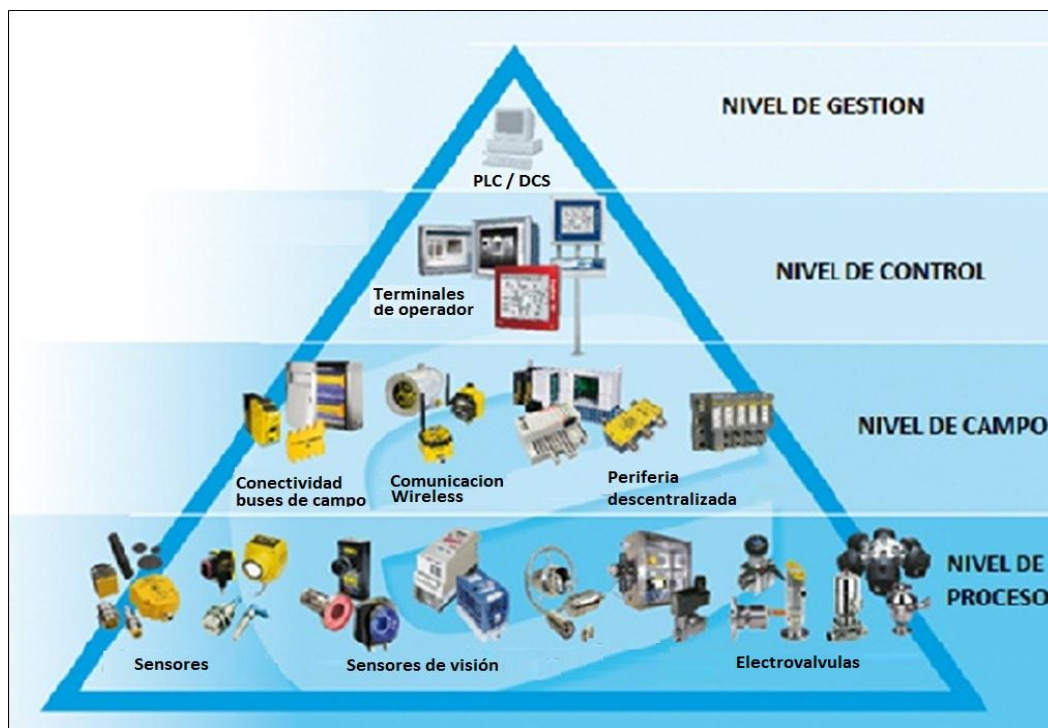 NIVEL DE GESTION
PLC / DCS
NIVEL DE CONTROL
Terminales
de operador
NIVEL DE CAMPO
Conectividad
buses de campo
Comunicacion
Wireless
Periferia
descentralizada
NIVEL DE
PROCESO
Sensores
Sensores de visión
Electrovalvulas